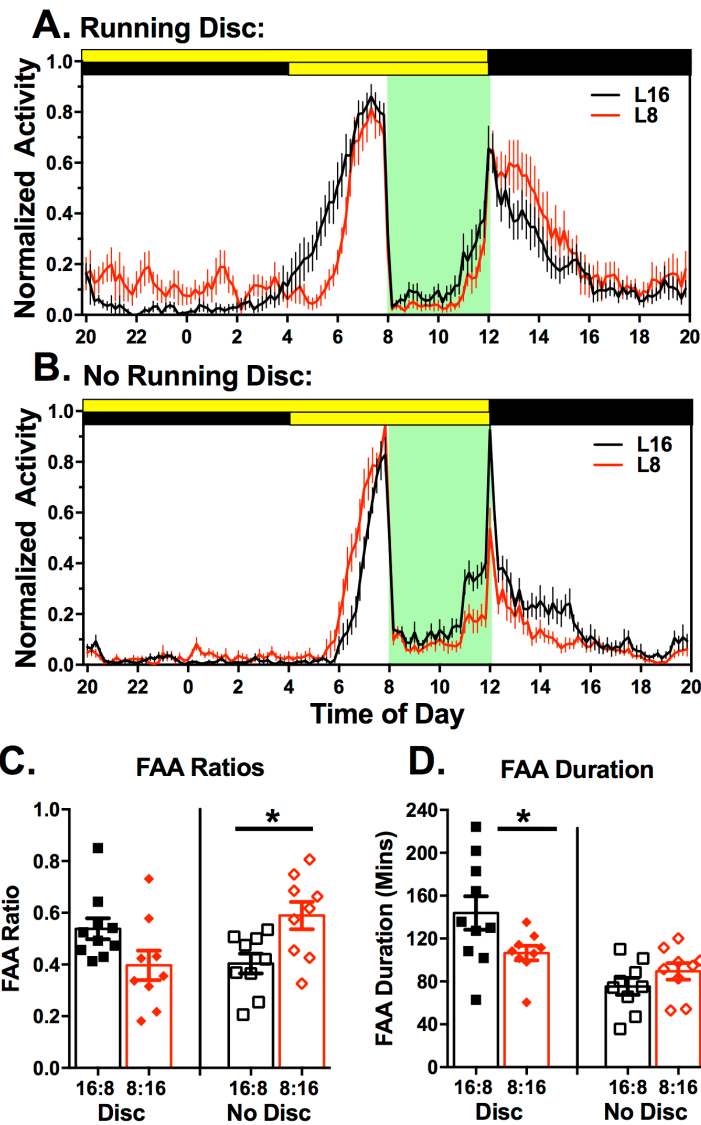 A. Running Disc:
1.0
0.8
0.6
0.4
0.2
0.0
Normalized Activity
L16
L8
20 22 0 2 4 6 8 10 12 14 16 18 20
B. No Running Disc:
1.0
0.8
0.6
0.4
0.2
0.0
Normalized Activity
L16
L8
20 22 0 2 4 6 8 10 12 14 16 18 20
Time of Day
C. FAA Ratios
1.0
0.8
0.6
0.4
0.2
0.0
FAA Ratio
*
16:8 8:16 16:8 8:16
Disc No Disc
D. FAA Duration
240
200
160
120
80
40
0
FAA Duration (Mins)
*
16:8 8:16 16:8 8:16
Disc No Disc